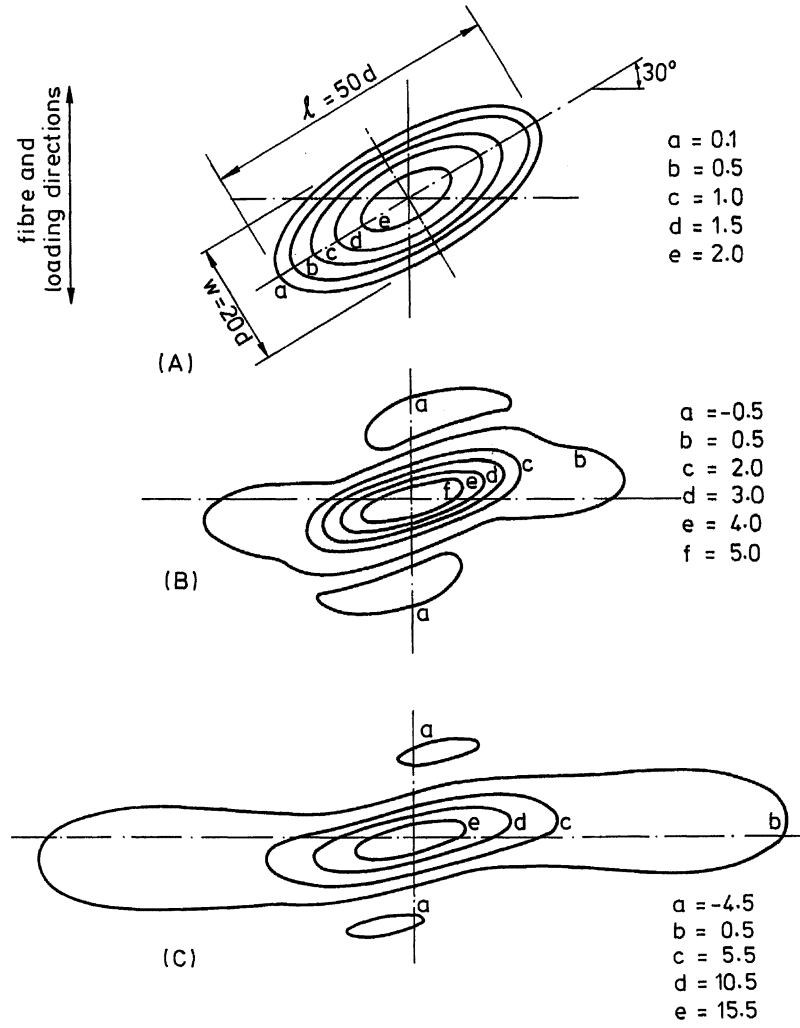 fibre and
loading directions
ℓ = 50d
30°
w = 20d
a
b
c
d
e
a = 0.1
b = 0.5
c = 1.0
d = 1.5
e = 2.0
(A)
a
b
c
d
e
f
a
a = -0.5
b = 0.5
c = 2.0
d = 3.0
e = 4.0
f = 5.0
(B)
a
e
d
c
b
a
a = -4.5
b = 0.5
c = 5.5
d = 10.5
e = 15.5
(C)